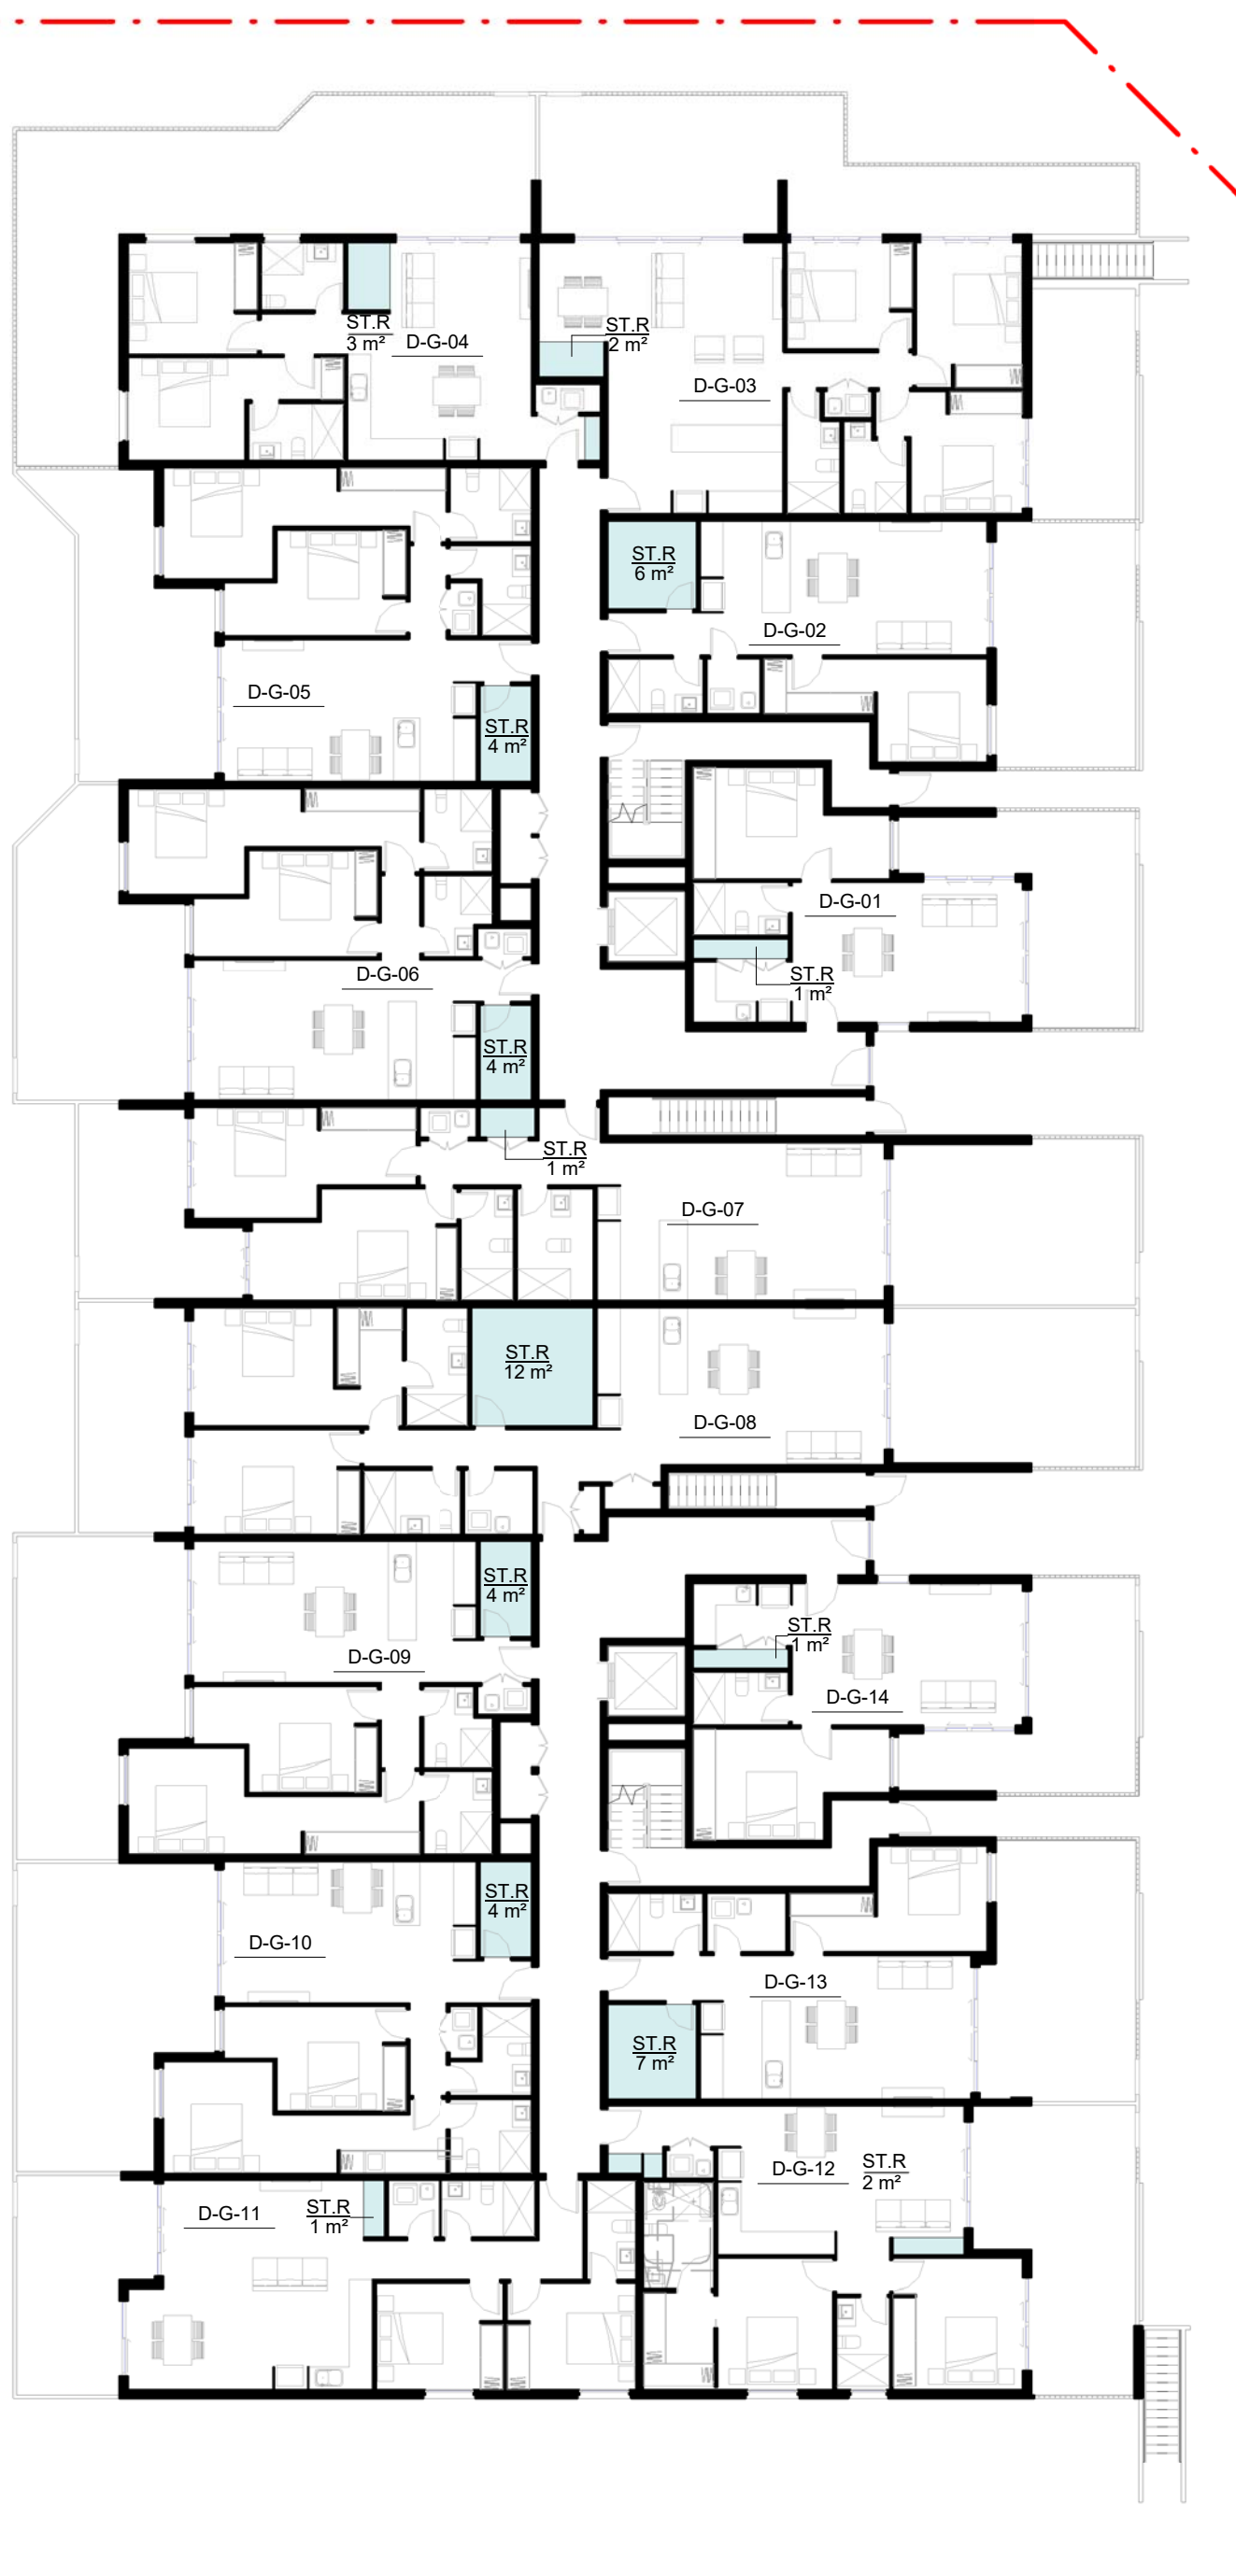 ST.R
3 m²
D-G-04
ST.R
2 m²
D-G-03
ST.R
6 m²
D-G-02
D-G-05
ST.R
4 m²
D-G-01
D-G-06
ST.R
1 m²
ST.R
4 m²
ST.R
1 m²
D-G-07
ST.R
12 m²
D-G-08
ST.R
4 m²
D-G-09
ST.R
1 m²
D-G-14
ST.R
4 m²
D-G-10
D-G-13
ST.R
7 m²
D-G-12
ST.R
2 m²
D-G-11
ST.R
1 m²